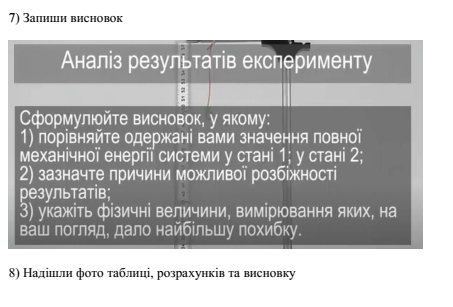 7) Запиши висновок
Аналіз результатів експерименту
Сформулюйте висновок, у якому:
1) порівняйте одержані вами значення повної
механічної енергії системи у стані 1; у стані 2;
2) зазначте причини можливої розбіжності
результатів;
3) укажіть фізичні величини, вимірювання яких, на
ваш погляд, дало найбільшу похибку.
8) Надішли фото таблиці, розрахунків та висновку